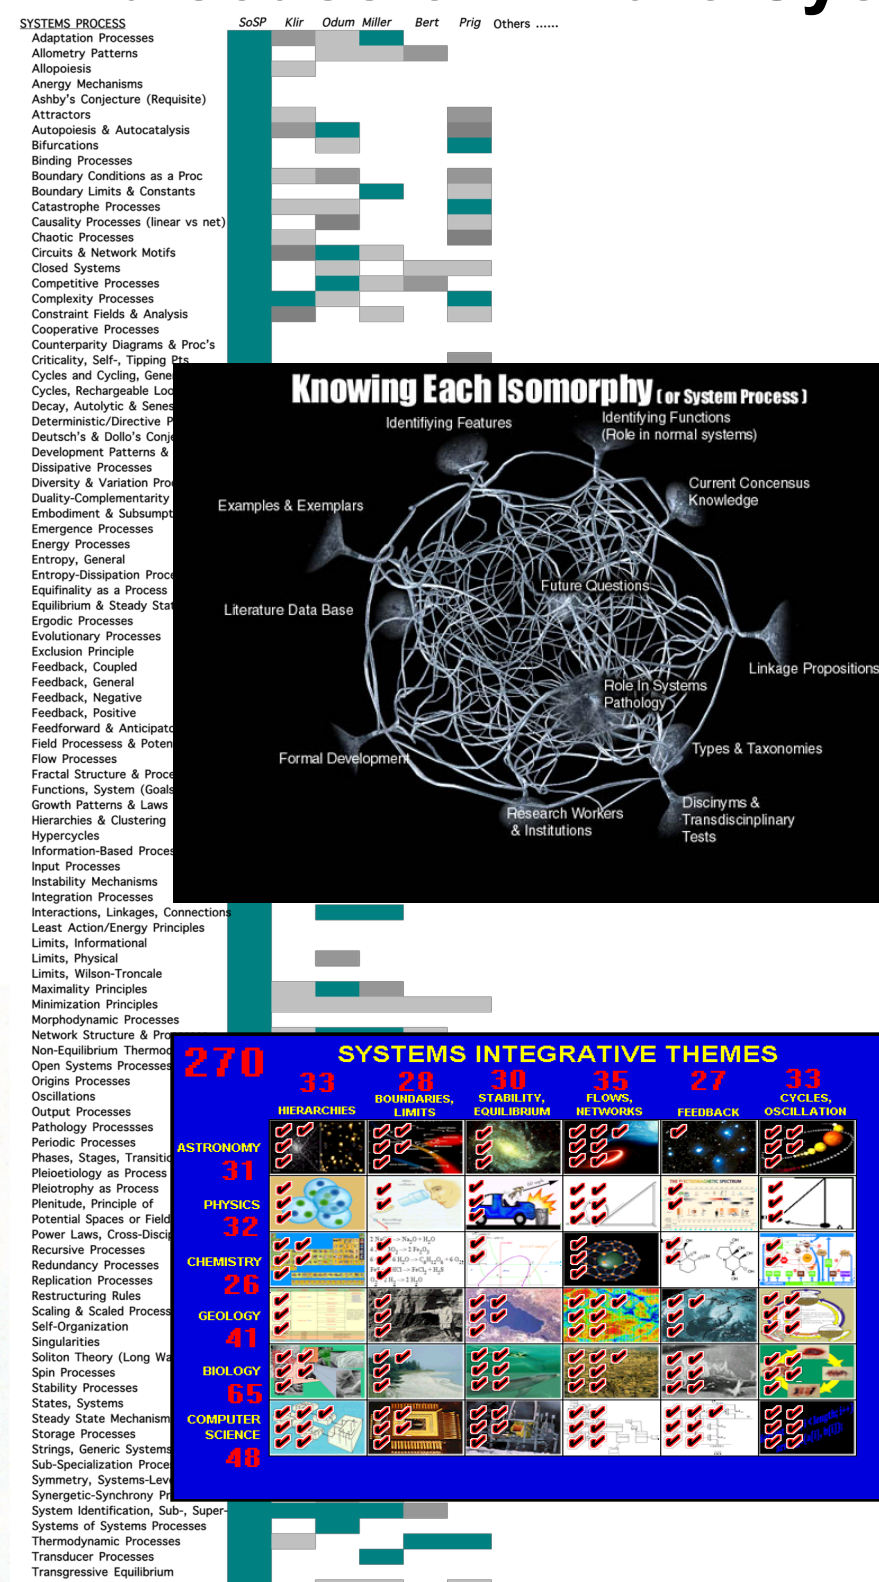 SYSTEMS PROCESS SoSP Klir Odum Miller Bert Prig Others ......
Adaptation Processes
Allometry Patterns
Allopoiesis
Anergy Mechanisms
Ashby's Conjecture (Requisite)
Attractors
Autopoiesis & Autocatalysis
Bifurcations
Binding Processes
Boundary Conditions as a Proc
Boundary Limits & Constants
Catastrophe Processes
Causality Processes (linear vs net)
Chaotic Processes
Circuits & Network Motifs
Closed Systems
Competitive Processes
Complexity Processes
Constraint Fields & Analysis
Cooperative Processes
Counterparity Diagrams & Proc's
Criticality, Self-, Tipping Pts
Cycles and Cycling, Gene
Cycles, Rechargeable Loo
Decay, Autolytic & Senes
Deterministic/Directive P
Deutsch's & Dollo's Conje
Development Patterns &
Dissipative Processes
Diversity & Variation Pro
Duality-Complementarity
Embodiment & Subsumpt
Emergence Processes
Energy Processes
Entropy, General
Entropy-Dissipation Proce
Equifinality as a Process
Equilibrium & Steady Stat
Ergodic Processes
Evolutionary Processes
Exclusion Principle
Feedback, Coupled
Feedback, General
Feedback, Negative
Feedback, Positive
Feedforward & Anticipato
Field Processess & Poten
Flow Processes
Fractal Structure & Proce
Functions, System (Goals
Growth Patterns & Laws
Hierarchies & Clustering
Hypercycles
Information-Based Proces
Input Processes
Instability Mechanisms
Integration Processes
Interactions, Linkages, Connections
Least Action/Energy Principles
Limits, Informational
Limits, Physical
Limits, Wilson-Troncale
Maximality Principles
Minimization Principles
Morphodynamic Processes
Network Structure & Pro
Non-Equilibrium Thermod
Open Systems Processes
Origins Processes
Oscillations
Output Processes
Pathology Processses
Periodic Processes
Phases, Stages, Transitio
Pleioetiology as Process
Pleiotrophy as Process
Plenitude, Principle of
Potential Spaces or Field
Power Laws, Cross-Discip
Recursive Processes
Redundancy Processes
Replication Processes
Restructuring Rules
Scaling & Scaled Process
Self-Organization
Singularities
Soliton Theory (Long Wa
Spin Processes
Stability Processes
States, Systems
Steady State Mechanism
Storage Processes
Strings, Generic Systems
Sub-Specialization Proce
Symmetry, Systems-Leve
Synergetic-Synchrony Pr
System Identification, Sub-, Super-
Systems of Systems Processes
Thermodynamic Processes
Transducer Processes
Transgressive Equilibrium
Knowing Each Isomorphy ( or System Process )
Identifiying Features
Identifying Functions
(Role in normal systems)
Current Concensus
Knowledge
Examples & Exemplars
Future Questions
Literature Data Base
Linkage Propositions
Role In Systems
Pathology
Types & Taxonomies
Formal Development
Research Workers
& Institutions
Discinyms &
Transdiscinplinary
Tests
270 SYSTEMS INTEGRATIVE THEMES
33 28 30 35 27 33
HIERARCHIES
BOUNDARIES,
LIMITS
STABILITY,
EQUILIBRIUM
FLOWS,
NETWORKS
FEEDBACK
CYCLES,
OSCILLATION
ASTRONOMY
31
PHYSICS
32
CHEMISTRY
26
GEOLOGY
41
BIOLOGY
65
COMPUTER
SCIENCE
48